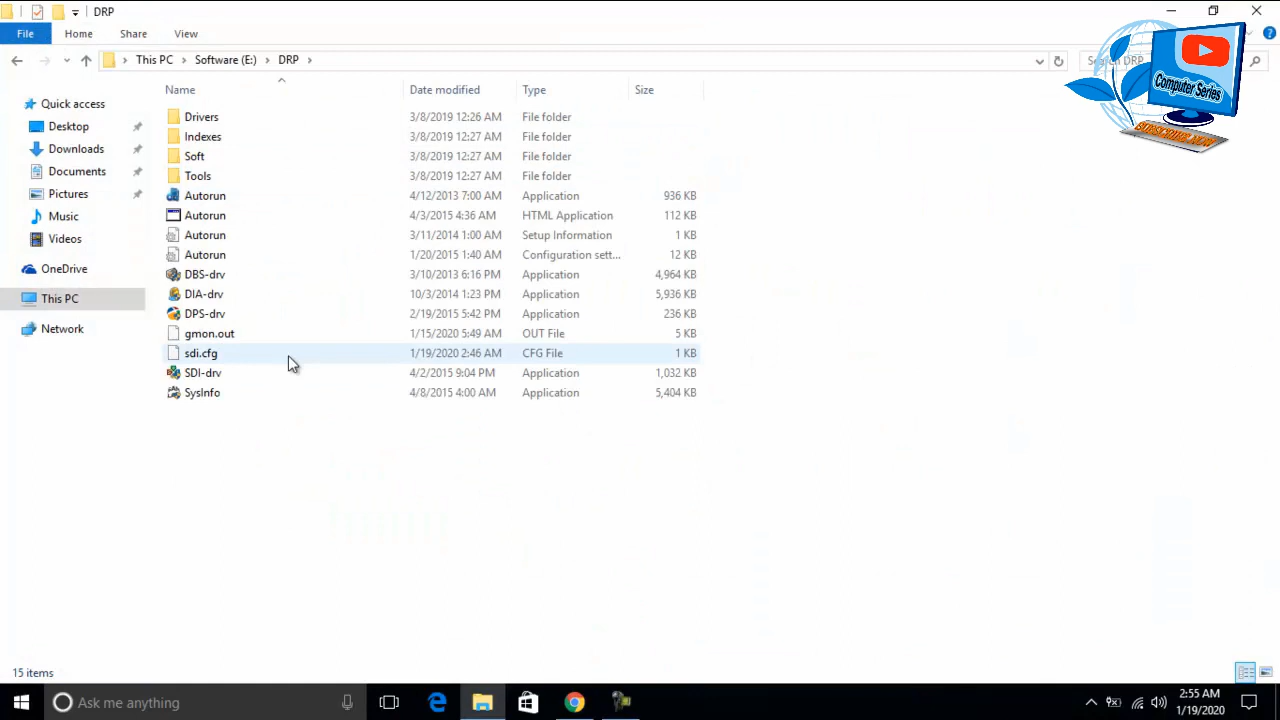 DRP
File Home Share View
This PC Software (E:) DRP
Search DRP
Name Date modified Type Size
Quick access
Desktop
Downloads
Documents
Pictures
Music
Videos
OneDrive
This PC
Network
Drivers 3/8/2019 12:26 AM File folder
Indexes 3/8/2019 12:27 AM File folder
Soft 3/8/2019 12:27 AM File folder
Tools 3/8/2019 12:27 AM File folder
Autorun 4/12/2013 7:00 AM Application 936 KB
Autorun 4/3/2015 4:36 AM HTML Application 112 KB
Autorun 3/11/2014 1:00 AM Setup Information 1 KB
Autorun 1/20/2015 1:40 AM Configuration sett... 12 KB
DBS-drv 3/10/2013 6:16 PM Application 4,964 KB
DIA-drv 10/3/2014 1:23 PM Application 5,936 KB
DPS-drv 2/19/2015 5:42 PM Application 236 KB
gmon.out 1/15/2020 5:49 AM OUT File 5 KB
sdi.cfg 1/19/2020 2:46 AM CFG File 1 KB
SDI-drv 4/2/2015 9:04 PM Application 1,032 KB
SysInfo 4/8/2015 4:00 AM Application 5,404 KB
Computer Series
SUBSCRIBE NOW
15 items
Ask me anything
2:55 AM
1/19/2020